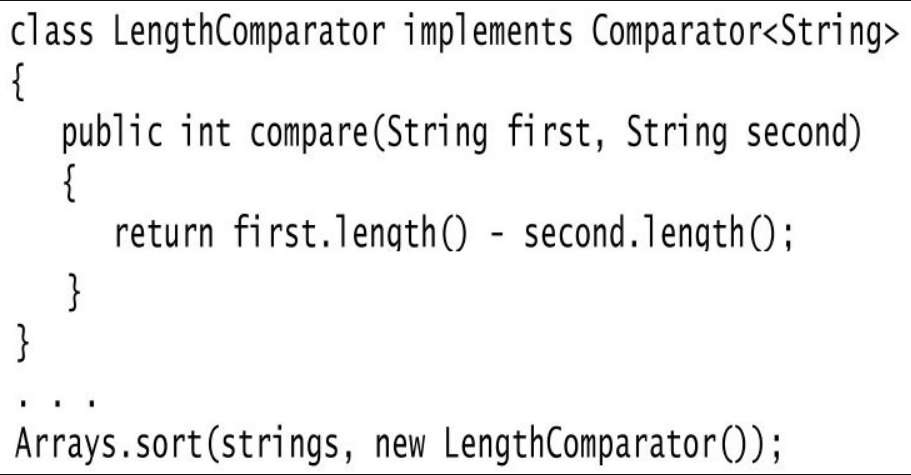 class LengthComparator implements Comparator<String>
{
   public int compare(String first, String second)
   {
      return first.length() - second.length();
   }
}
. . .
Arrays.sort(strings, new LengthComparator());